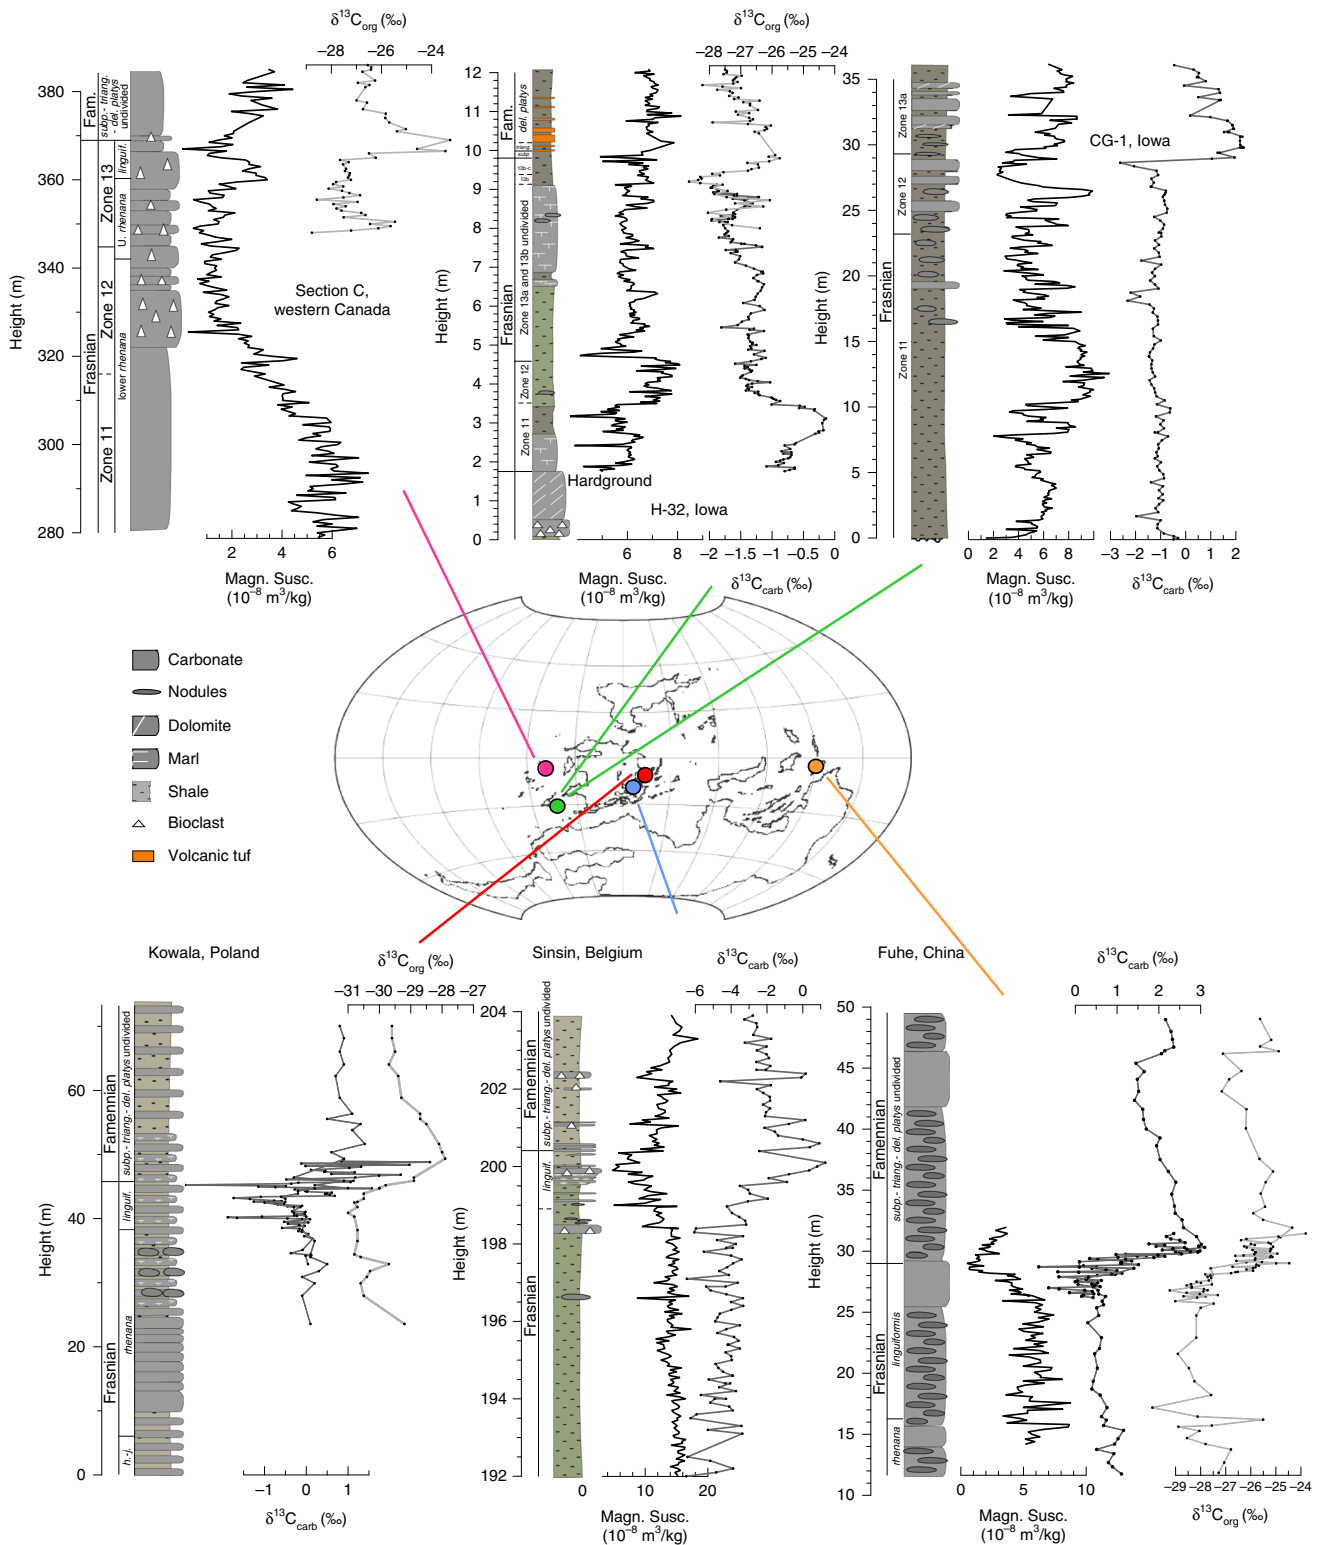 δ¹³Corg (‰)
−28 −26 −24
380
360
340
320
300
280
Height (m)
Fam.
Frasnian
subp.- triang.
- del. platys
undivided
Zone 13
Zone 12
Zone 11
linguif.
U. rhenana
lower rhenana
Section C,
western Canada
2 4 6
Magn. Susc.
(10⁻⁸ m³/kg)
δ¹³Corg (‰)
−28 −27 −26 −25 −24
12
11
10
9
8
7
6
5
4
3
2
1
0
Height (m)
Fam.
Frasnian
del. platys
triang.
subp
13b-c
13b
Zone 13a and 13b undivided
Zone 12
Zone 11
Hardground
H-32, Iowa
6 8
Magn. Susc.
(10⁻⁸ m³/kg)
−2 −1.5 −1 −0.5 0
δ¹³Ccarb (‰)
35
30
25
20
15
10
5
0
Height (m)
Frasnian
Zone 13a
Zone 12
Zone 11
CG-1, Iowa
0 2 4 6 8
Magn. Susc.
(10⁻⁸ m³/kg)
−3 −2 −1 0 1 2
δ¹³Ccarb (‰)
Carbonate
Nodules
Dolomite
Marl
Shale
Bioclast
Volcanic tuf
Kowala, Poland
δ¹³Corg (‰)
−31 −30 −29 −28 −27
60
40
20
0
Height (m)
Famennian
Frasnian
subp.- triang.- del. platys undivided
linguif.
rhenana
h.-j.
−1 0 1
δ¹³Ccarb (‰)
Sinsin, Belgium
δ¹³Ccarb (‰)
−6 −4 −2 0
204
202
200
198
196
194
192
Height (m)
Famennian
Frasnian
subp.- triang.- del. platys undivided
linguif.
0 10 20
Magn. Susc.
(10⁻⁸ m³/kg)
Fuhe, China
δ¹³Ccarb (‰)
0 1 2 3
50
45
40
35
30
25
20
15
10
Height (m)
Famennian
Frasnian
subp.- triang.- del. platys undivided
linguiformis
rhenana
0 5 10
Magn. Susc.
(10⁻⁸ m³/kg)
−29 −28 −27 −26 −25 −24
δ¹³Corg (‰)